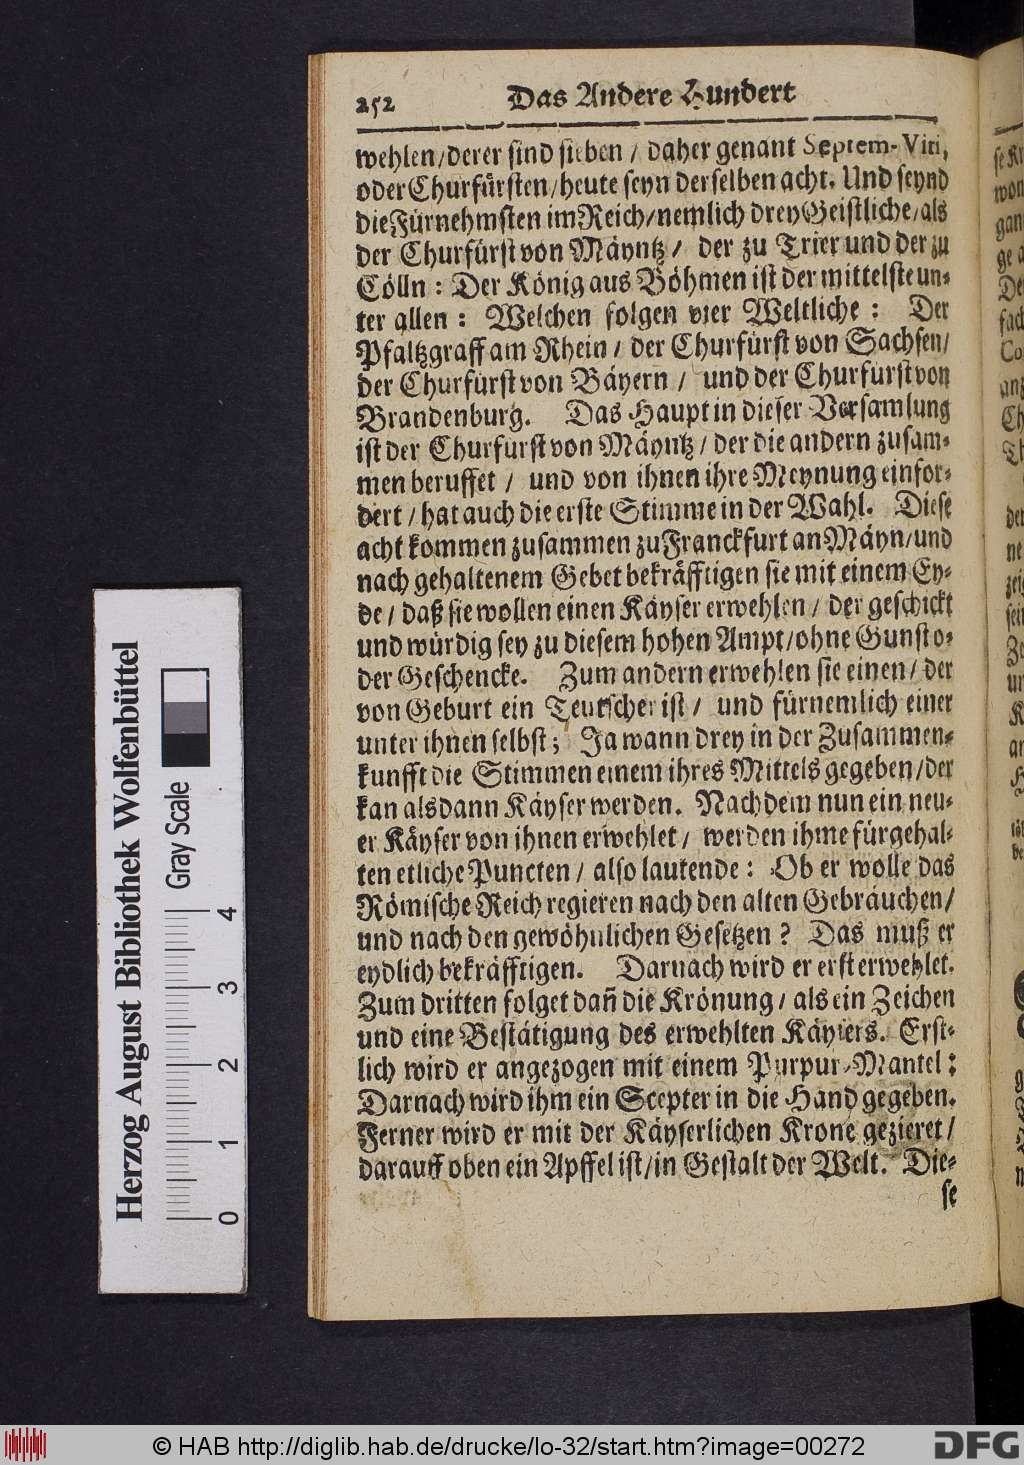 252 Das Andere Hundert
wehlen/derer sind sieben / daher genant Septem-Viri,
oder Churfürsten/heute seyn derselben acht. Und seynd
die Fürnehmsten im Reich/nemlich drey Geistliche/als
der Churfürst von Mäyntz / der zu Trier und der zu
Cölln : Der König aus Böhmen ist der mittelste un-
ter allen : Welchen folgen vier Weltliche : Der
Pfaltzgraff am Rhein / der Churfürst von Sachsen/
der Churfürst von Bäyern / und der Churfürst von
Brandenburg. Das Haupt in dieser Versamlung
ist der Churfürst von Mäyntz / der die andern zusam-
men beruffet / und von ihnen ihre Meynung einfor-
dert / hat auch die erste Stimme in der Wahl. Diese
acht kommen zusammen zu Franckfurt an Mäyn/und
nach gehaltenem Gebet bekräfftigen sie mit einem Ey-
de / daß sie wollen einen Käyser erwehlen / der geschickt
und würdig sey zu diesem hohen Ampt/ohne Gunst o-
der Geschencke. Zum andern erwehlen sie einen / der
von Geburt ein Teutscher ist / und fürnemlich einer
unter ihnen selbst; Ja wann drey in der Zusammen-
kunfft die Stimmen einem ihres Mittels gegeben/der
kan alsdann Käyser werden. Nachdem nun ein neu-
er Käyser von ihnen erwehlet / werden ihme fürgehal-
ten etliche Puncten / also lautende : Ob er wolle das
Römische Reich regieren nach den alten Gebräuchen/
und nach den gewöhnlichen Gesetzen ? Das muß er
eydlich bekräfftigen. Darnach wird er erst erwehlet.
Zum dritten folget dañ die Krönung / als ein Zeichen
und eine Bestätigung des erwehlten Käysers. Erst-
lich wird er angezogen mit einem Purpur-Mantel :
Darnach wird ihm ein Scepter in die Hand gegeben.
Ferner wird er mit der Käyserlichen Krone gezieret /
darauff oben ein Apffel ist/in Gestalt der Welt. Die-
se
Herzog August Bibliothek Wolfenbüttel
Gray Scale
0 1 2 3 4
© HAB http://diglib.hab.de/drucke/lo-32/start.htm?image=00272
DFG